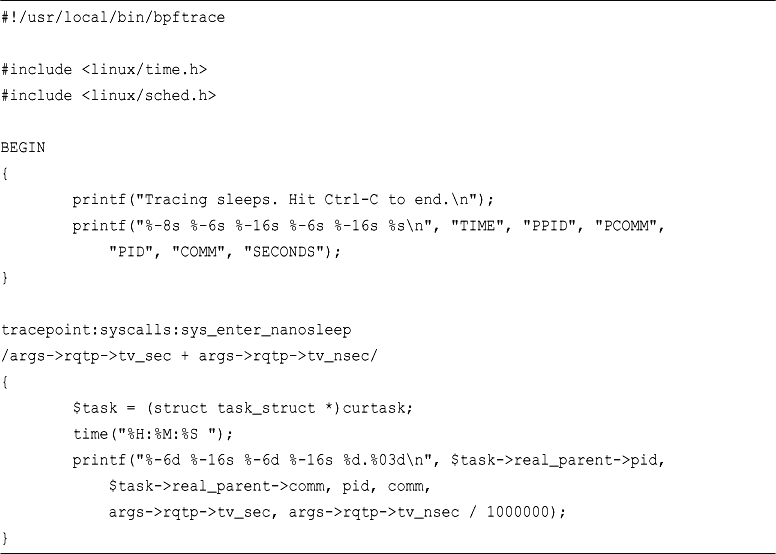 #!/usr/local/bin/bpftrace
#include <linux/time.h>
#include <linux/sched.h>
BEGIN
{
        printf("Tracing sleeps. Hit Ctrl-C to end.\n");
        printf("%-8s %-6s %-16s %-6s %-16s %s\n", "TIME", "PPID", "PCOMM",
            "PID", "COMM", "SECONDS");
}
tracepoint:syscalls:sys_enter_nanosleep
/args->rqtp->tv_sec + args->rqtp->tv_nsec/
{
        $task = (struct task_struct *)curtask;
        time("%H:%M:%S ");
        printf("%-6d %-16s %-6d %-16s %d.%03d\n", $task->real_parent->pid,
            $task->real_parent->comm, pid, comm,
            args->rqtp->tv_sec, args->rqtp->tv_nsec / 1000000);
}